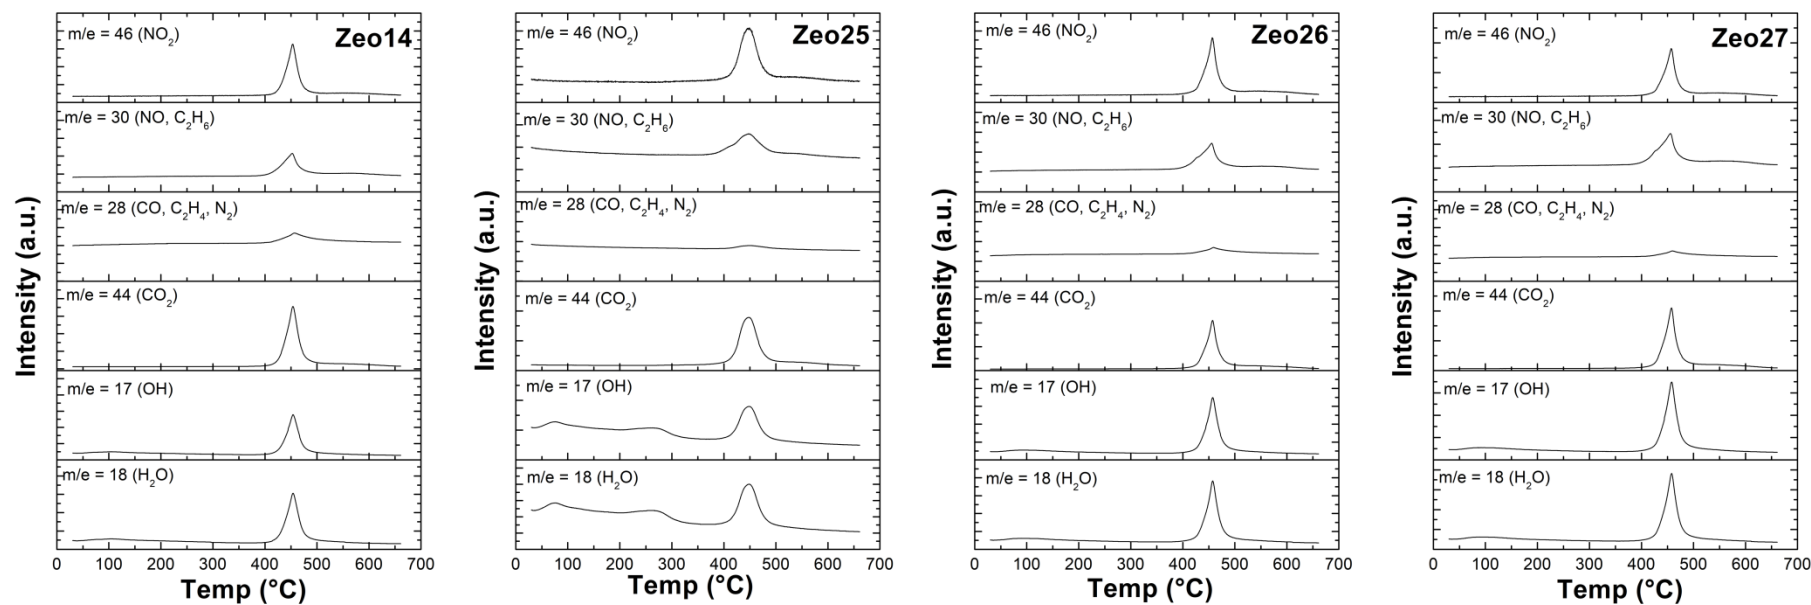 Zeo14
m/e = 46 (NO₂)
m/e = 30 (NO, C₂H₆)
m/e = 28 (CO, C₂H₄, N₂)
m/e = 44 (CO₂)
m/e = 17 (OH)
m/e = 18 (H₂O)
Intensity (a.u.)
0 100 200 300 400 500 600 700
Temp (°C)
Zeo25
m/e = 46 (NO₂)
m/e = 30 (NO, C₂H₆)
m/e = 28 (CO, C₂H₄, N₂)
m/e = 44 (CO₂)
m/e = 17 (OH)
m/e = 18 (H₂O)
Intensity (a.u.)
0 100 200 300 400 500 600 700
Temp (°C)
Zeo26
m/e = 46 (NO₂)
m/e = 30 (NO, C₂H₆)
m/e = 28 (CO, C₂H₄, N₂)
m/e = 44 (CO₂)
m/e = 17 (OH)
m/e = 18 (H₂O)
Intensity (a.u.)
0 100 200 300 400 500 600 700
Temp (°C)
Zeo27
m/e = 46 (NO₂)
m/e = 30 (NO, C₂H₆)
m/e = 28 (CO, C₂H₄, N₂)
m/e = 44 (CO₂)
m/e = 17 (OH)
m/e = 18 (H₂O)
Intensity (a.u.)
0 100 200 300 400 500 600 700
Temp (°C)